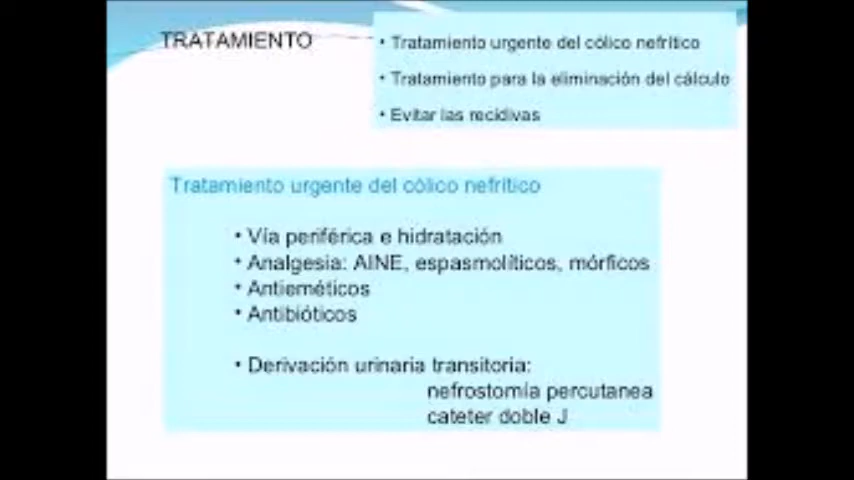 TRATAMIENTO
• Tratamiento urgente del cólico nefrítico
• Tratamiento para la eliminación del cálculo
• Evitar las recidivas
Tratamiento urgente del cólico nefrítico
• Vía periférica e hidratación
• Analgesia: AINE, espasmolíticos, mórficos
• Antieméticos
• Antibióticos
• Derivación urinaria transitoria:
nefrostomía percutanea
cateter doble J